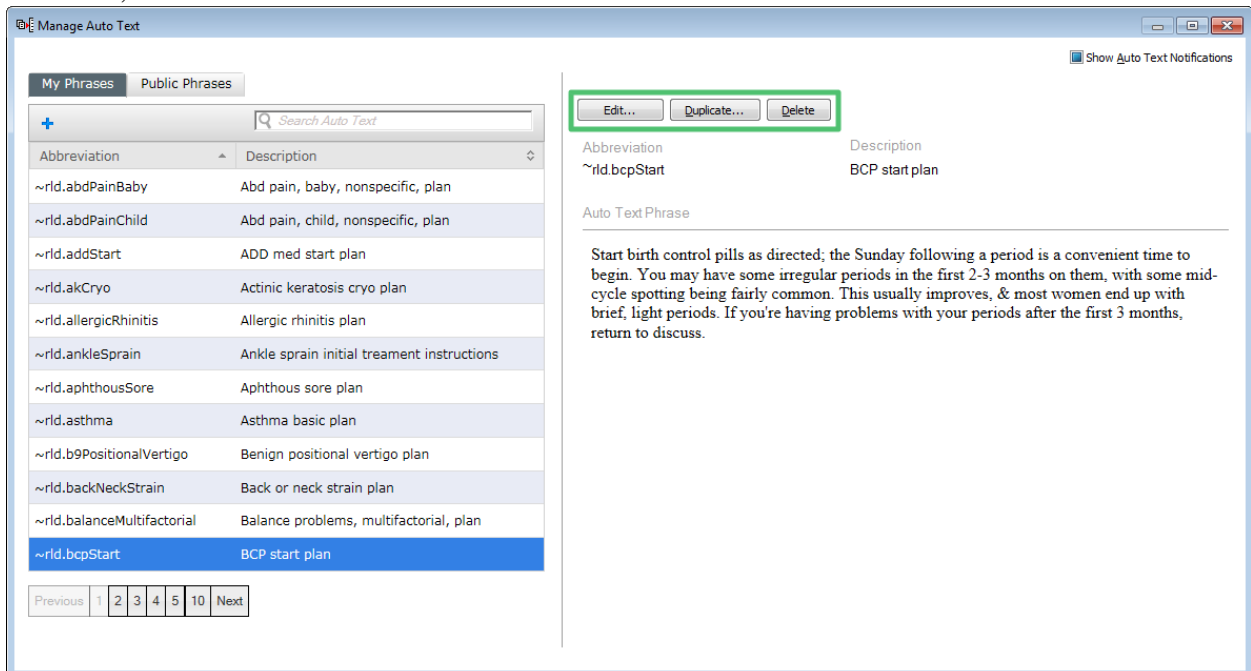 Manage Auto Text
Show Auto Text Notifications
My Phrases Public Phrases
Search Auto Text
Abbreviation Description
~rld.abdPainBaby Abd pain, baby, nonspecific, plan
~rld.abdPainChild Abd pain, child, nonspecific, plan
~rld.addStart ADD med start plan
~rld.akCryo Actinic keratosis cryo plan
~rld.allergicRhinitis Allergic rhinitis plan
~rld.ankleSprain Ankle sprain initial treament instructions
~rld.aphthousSore Aphthous sore plan
~rld.asthma Asthma basic plan
~rld.b9PositionalVertigo Benign positional vertigo plan
~rld.backNeckStrain Back or neck strain plan
~rld.balanceMultifactorial Balance problems, multifactorial, plan
~rld.bcpStart BCP start plan
Previous 1 2 3 4 5 10 Next
Edit... Duplicate... Delete
Abbreviation Description
~rld.bcpStart BCP start plan
Auto Text Phrase
Start birth control pills as directed; the Sunday following a period is a convenient time to
begin. You may have some irregular periods in the first 2-3 months on them, with some mid-
cycle spotting being fairly common. This usually improves, & most women end up with
brief, light periods. If you're having problems with your periods after the first 3 months,
return to discuss.